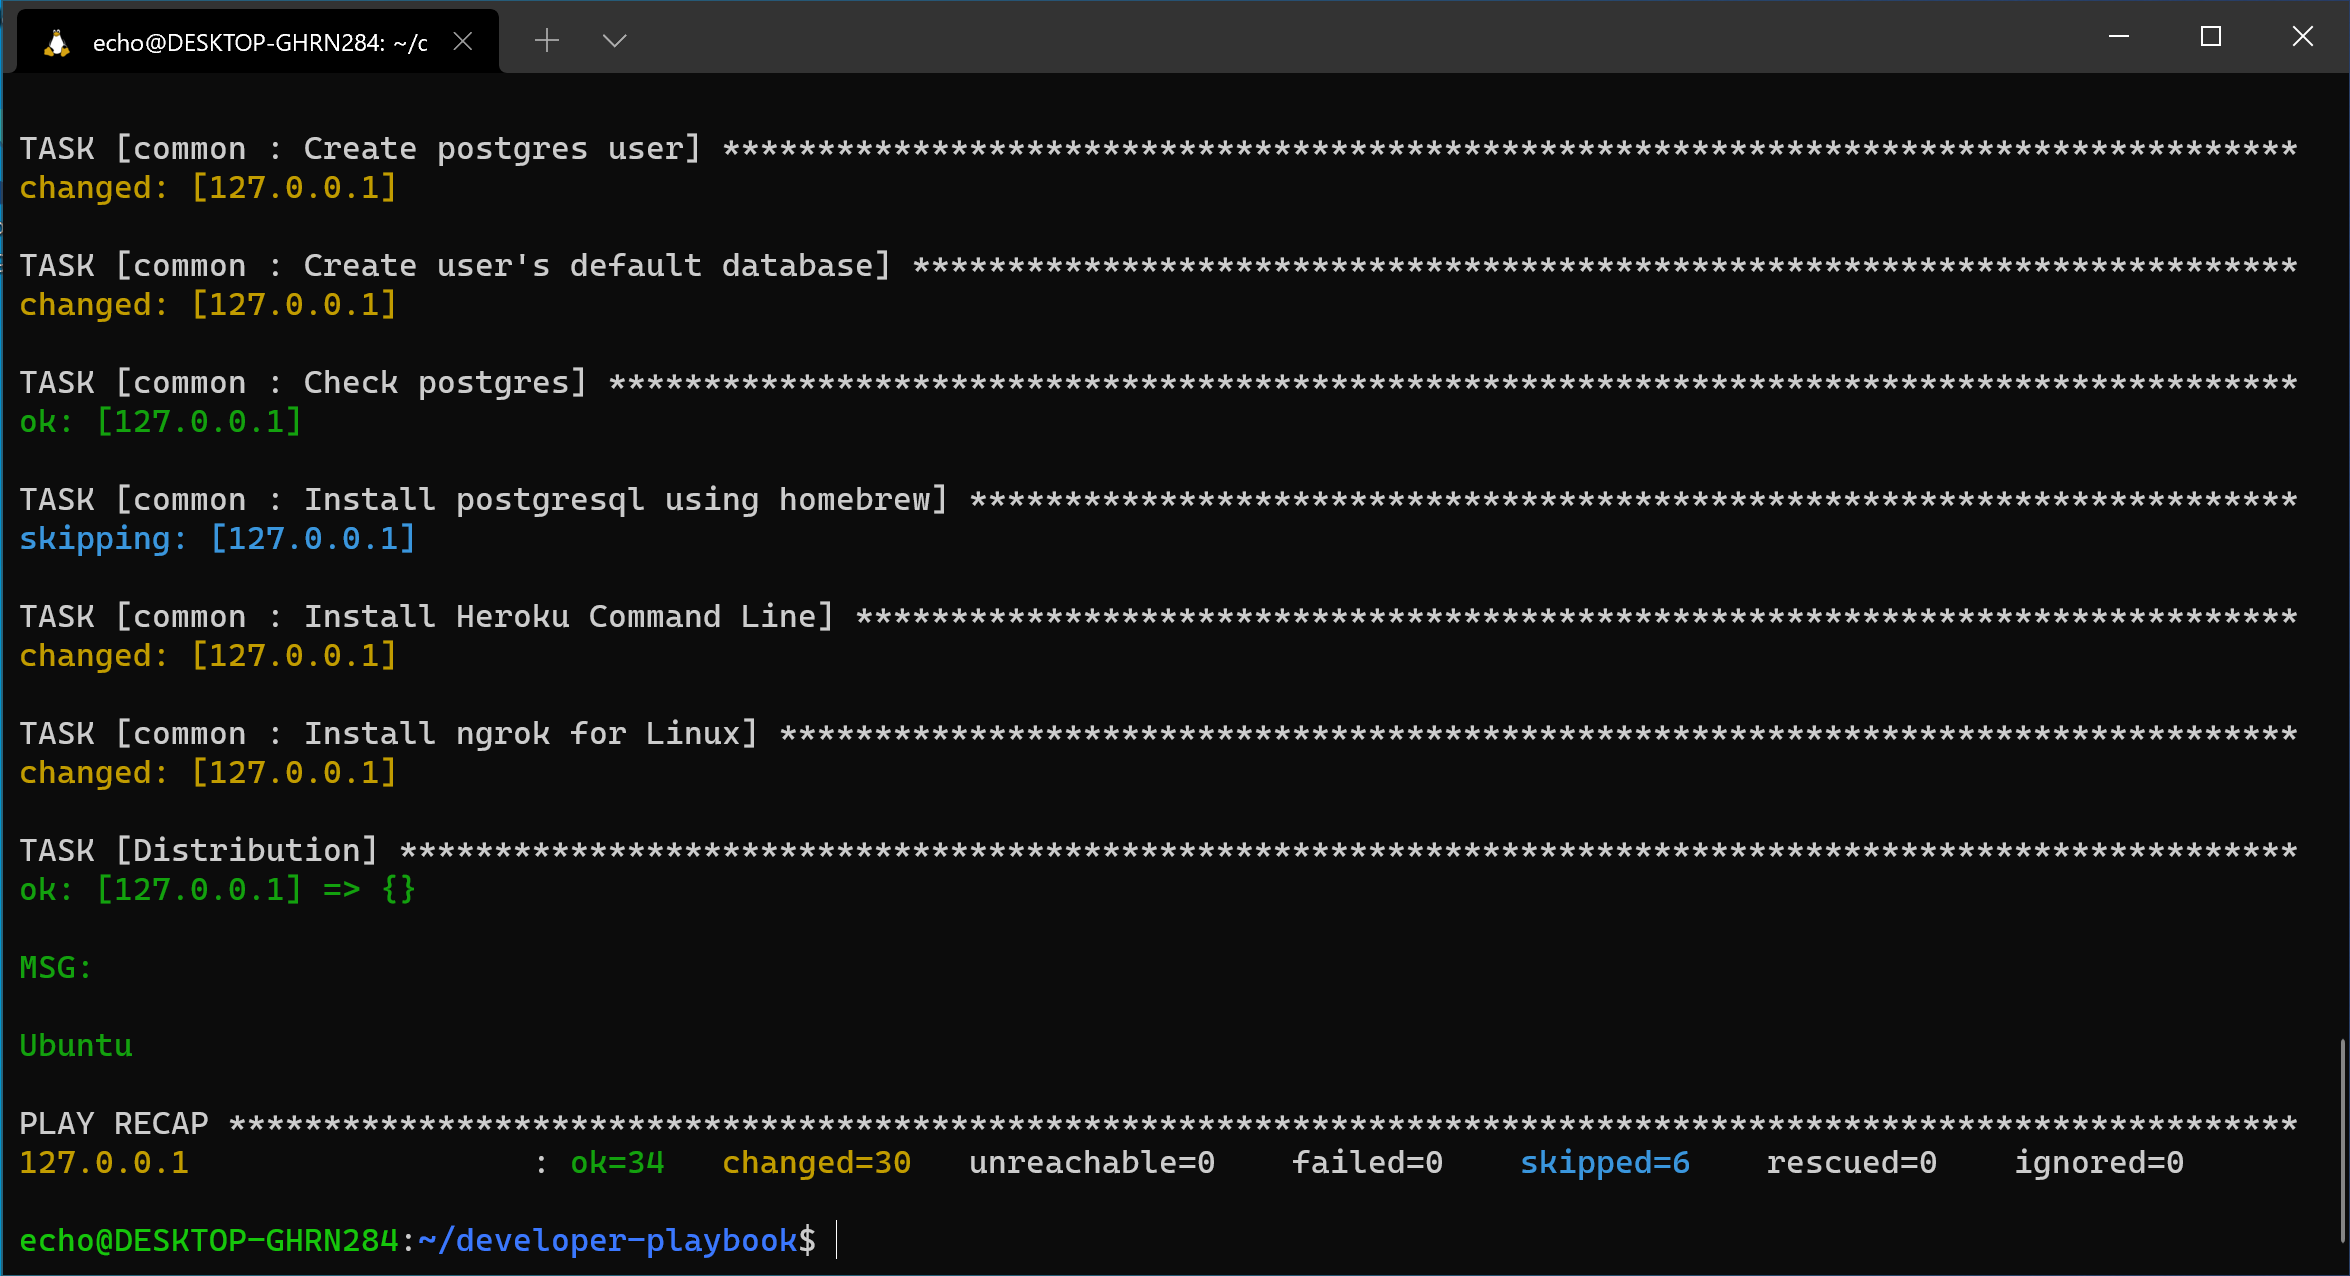 echo@DESKTOP-GHRN284: ~/c
TASK [common : Create postgres user] ***********************************************************************************
changed: [127.0.0.1]
TASK [common : Create user's default database] *************************************************************************
changed: [127.0.0.1]
TASK [common : Check postgres] *****************************************************************************************
ok: [127.0.0.1]
TASK [common : Install postgresql using homebrew] **********************************************************************
skipping: [127.0.0.1]
TASK [common : Install Heroku Command Line] ****************************************************************************
changed: [127.0.0.1]
TASK [common : Install ngrok for Linux] ********************************************************************************
changed: [127.0.0.1]
TASK [Distribution] ****************************************************************************************************
ok: [127.0.0.1] => {}
MSG:
Ubuntu
PLAY RECAP *************************************************************************************************************
127.0.0.1                  : ok=34   changed=30   unreachable=0    failed=0    skipped=6    rescued=0    ignored=0
echo@DESKTOP-GHRN284:~/developer-playbook$